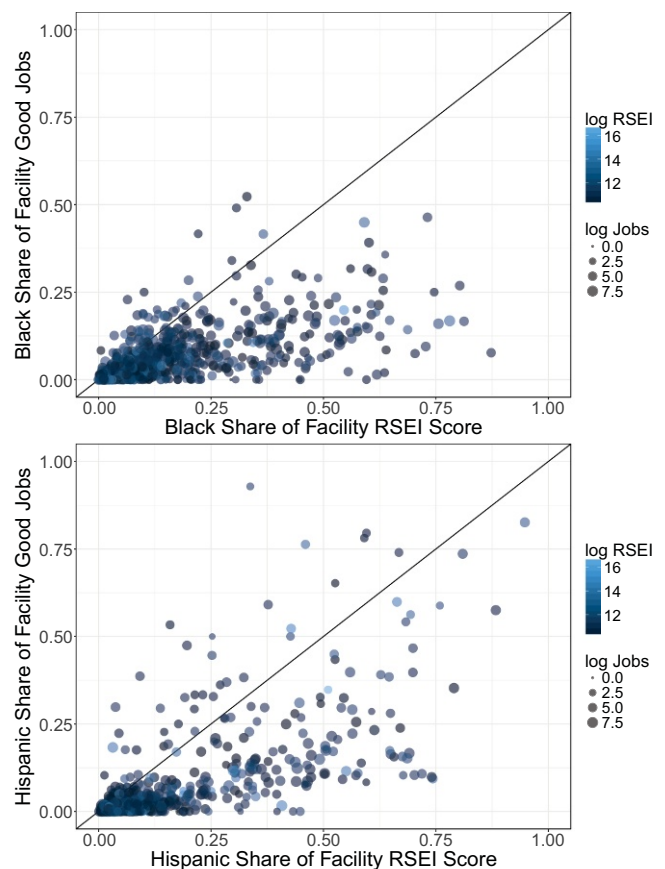 1.00
0.75
0.50
0.25
0.00
Black Share of Facility Good Jobs
0.00 0.25 0.50 0.75 1.00
Black Share of Facility RSEI Score
log RSEI
16
14
12
log Jobs
0.0
2.5
5.0
7.5
1.00
0.75
0.50
0.25
0.00
Hispanic Share of Facility Good Jobs
0.00 0.25 0.50 0.75 1.00
Hispanic Share of Facility RSEI Score
log RSEI
16
14
12
log Jobs
0.0
2.5
5.0
7.5